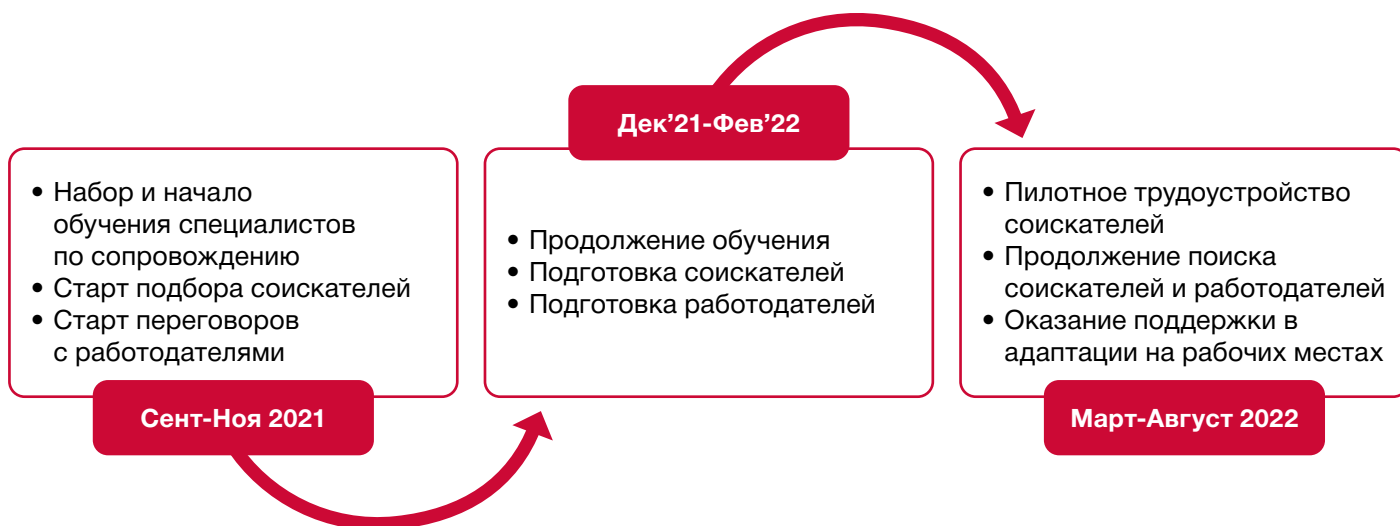 • Набор и начало
обучения специалистов
по сопровождению
• Старт подбора соискателей
• Старт переговоров
с работодателями
Сент-Ноя 2021
Дек’21-Фев’22
• Продолжение обучения
• Подготовка соискателей
• Подготовка работодателей
• Пилотное трудоустройство
соискателей
• Продолжение поиска
соискателей и работодателей
• Оказание поддержки в
адаптации на рабочих местах
Март-Август 2022